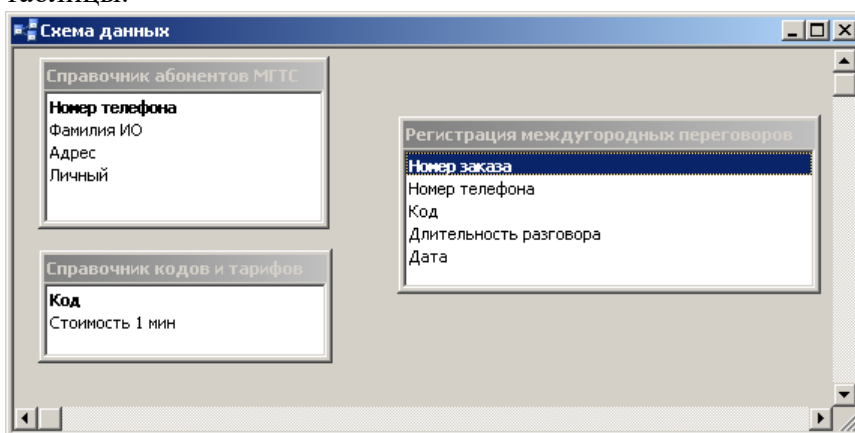 таблицы.
Схема данных
Справочник абонентов МГТС
Номер телефона
Фамилия ИО
Адрес
Личный
Регистрация междугородных переговоров
Номер заказа
Номер телефона
Код
Длительность разговора
Дата
Справочник кодов и тарифов
Код
Стоимость 1 мин